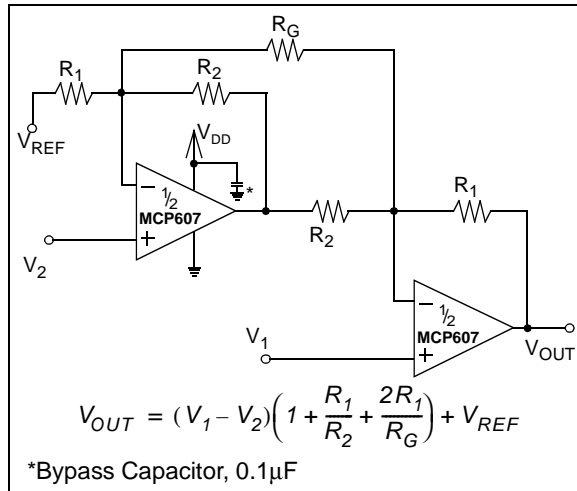 R_G
R_1
R_2
V_REF
V_DD
*
− ½
MCP607
+
V_2
R_2
R_1
− ½
MCP607
+
V_1
V_OUT
V_OUT = (V_1 – V_2)(1 + R_1/R_2 + 2R_1/R_G) + V_REF
*Bypass Capacitor, 0.1µF